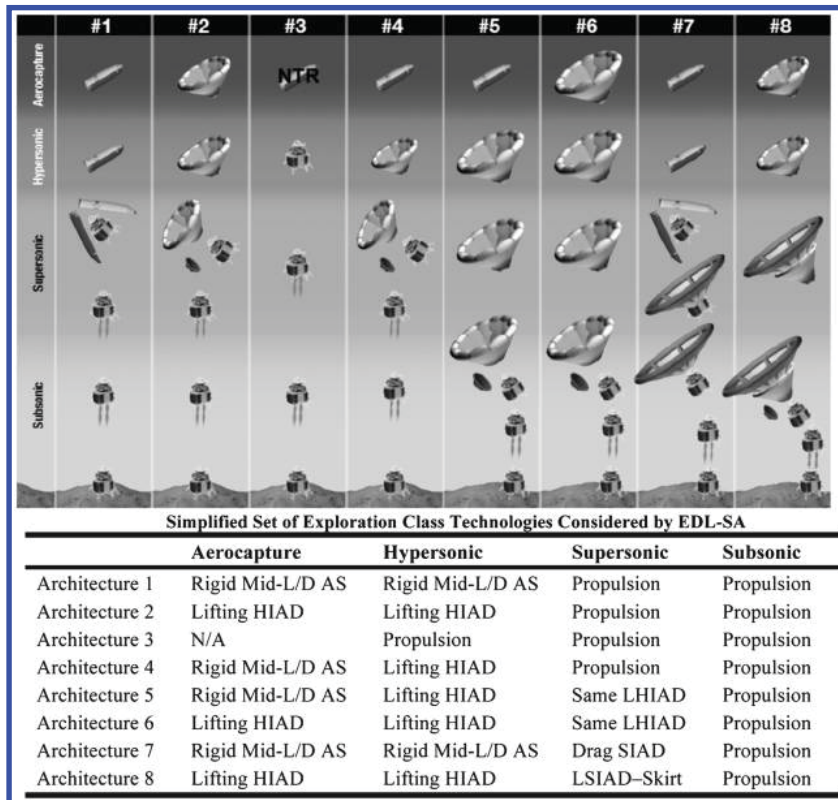 #1 #2 #3 #4 #5 #6 #7 #8
Aerocapture
NTR
Hypersonic
Supersonic
Subsonic
Simplified Set of Exploration Class Technologies Considered by EDL-SA
Aerocapture Hypersonic Supersonic Subsonic
Architecture 1 Rigid Mid-L/D AS Rigid Mid-L/D AS Propulsion Propulsion
Architecture 2 Lifting HIAD Lifting HIAD Propulsion Propulsion
Architecture 3 N/A Propulsion Propulsion Propulsion
Architecture 4 Rigid Mid-L/D AS Lifting HIAD Propulsion Propulsion
Architecture 5 Rigid Mid-L/D AS Lifting HIAD Same LHIAD Propulsion
Architecture 6 Lifting HIAD Lifting HIAD Same LHIAD Propulsion
Architecture 7 Rigid Mid-L/D AS Rigid Mid-L/D AS Drag SIAD Propulsion
Architecture 8 Lifting HIAD Lifting HIAD LSIAD–Skirt Propulsion